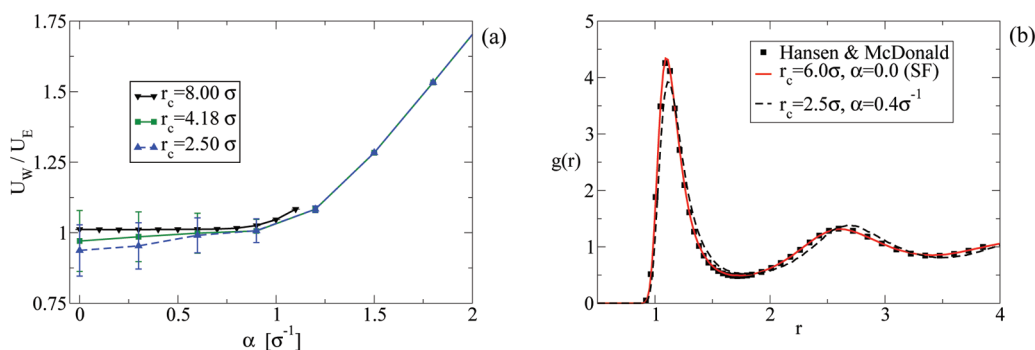 1.75
(a)
1.5
r_c=8.00 σ
r_c=4.18 σ
r_c=2.50 σ
U_W / U_E
1.25
1
0.75
0
0.5
1
1.5
2
α [σ⁻¹]
5
(b)
Hansen & McDonald
r_c=6.0σ, α=0.0 (SF)
r_c=2.5σ, α=0.4σ⁻¹
4
3
g(r)
2
1
0
1
2
3
4
r